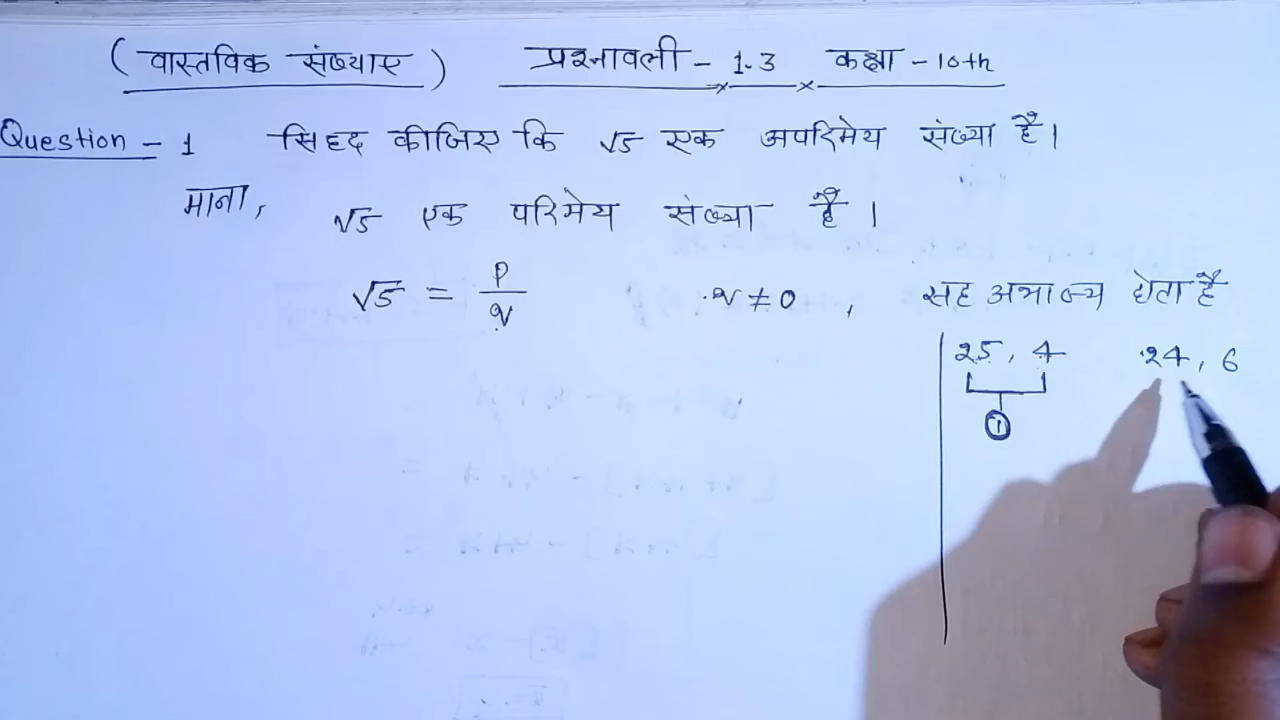 (वास्तविक संख्याए) प्रश्नावली - 1.3 कक्षा - 10th
Question - 1 सिद्द कीजिए कि √5 एक अपरिमेय संख्या है।
माना, √5 एक परिमेय संख्या है।
√5 = p/q q ≠ 0, सह अभाज्य होता है
25, 4 24, 6
1